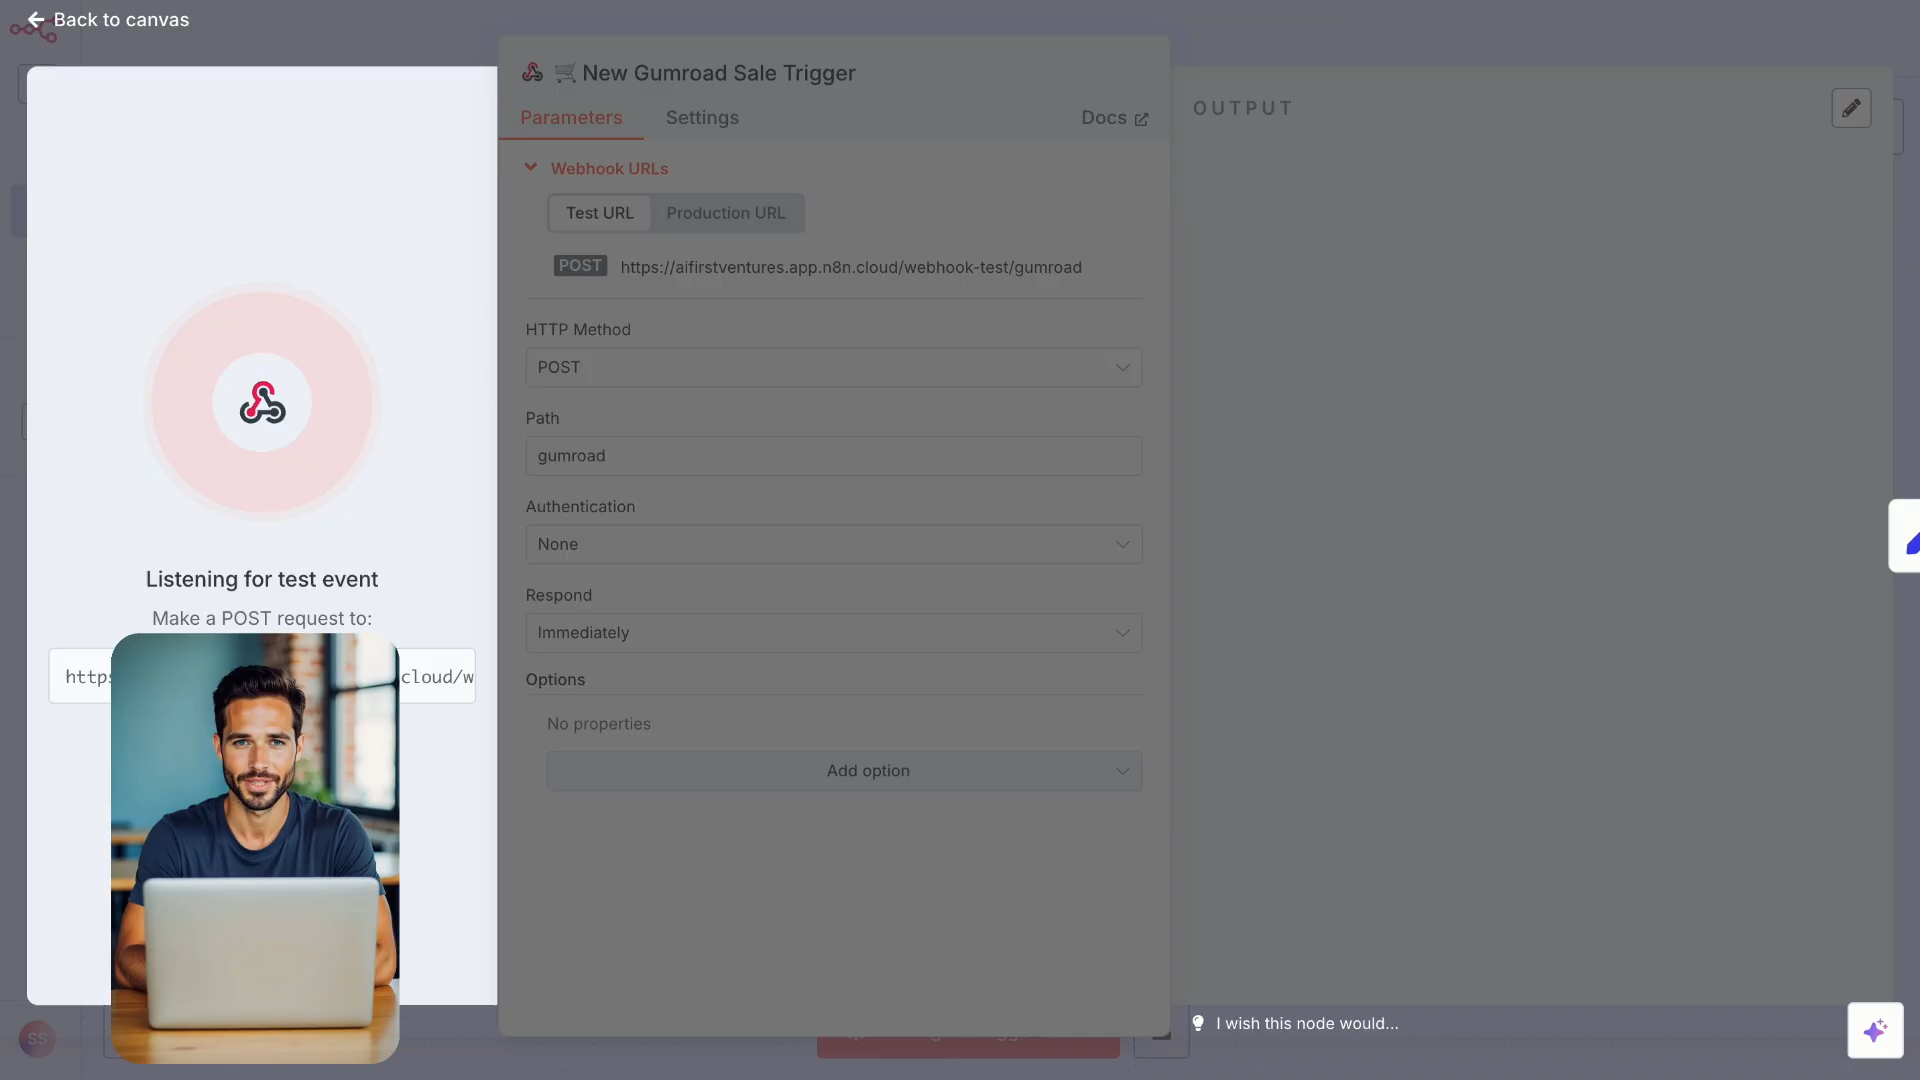 Back to canvas
New Gumroad Sale Trigger
Parameters
Settings
Docs
OUTPUT
Webhook URLs
Test URL
Production URL
POST
https://aifirstventures.app.n8n.cloud/webhook-test/gumroad
HTTP Method
POST
Path
gumroad
Authentication
None
Respond
Immediately
Options
No properties
Add option
Listening for test event
Make a POST request to:
https
cloud/w
I wish this node would...
SS